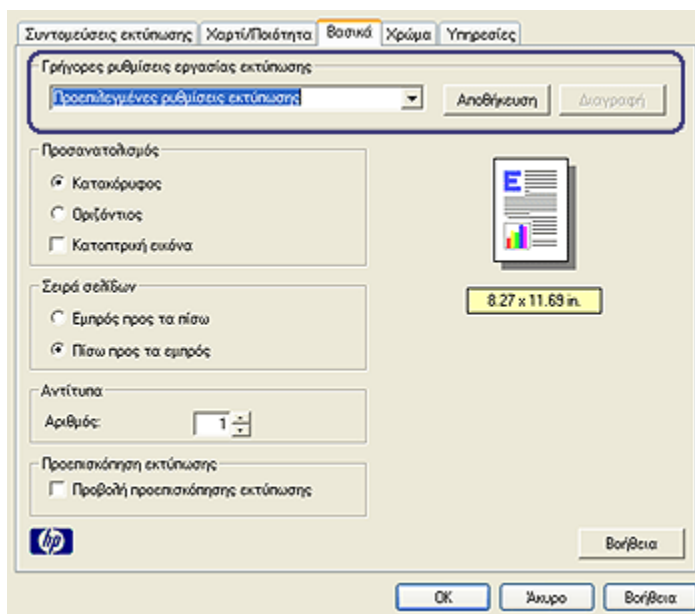 Συντομεύσεις εκτύπωσης Χαρτί/Ποιότητα Βασικά Χρώμα Υπηρεσίες
Γρήγορες ρυθμίσεις εργασίας εκτύπωσης
Προεπιλεγμένες ρυθμίσεις εκτύπωσης Αποθήκευση Διαγραφή
Προσανατολισμός
Κατακόρυφος
Οριζόντιος
Κατοπτρική εικόνα
E
8.27 x 11.69 in.
Σειρά σελίδων
Εμπρός προς τα πίσω
Πίσω προς τα εμπρός
Αντίτυπα
Αριθμός: 1
Προεπισκόπηση εκτύπωσης
Προβολή προεπισκόπησης εκτύπωσης
hp Βοήθεια
OK Άκυρο Βοήθεια